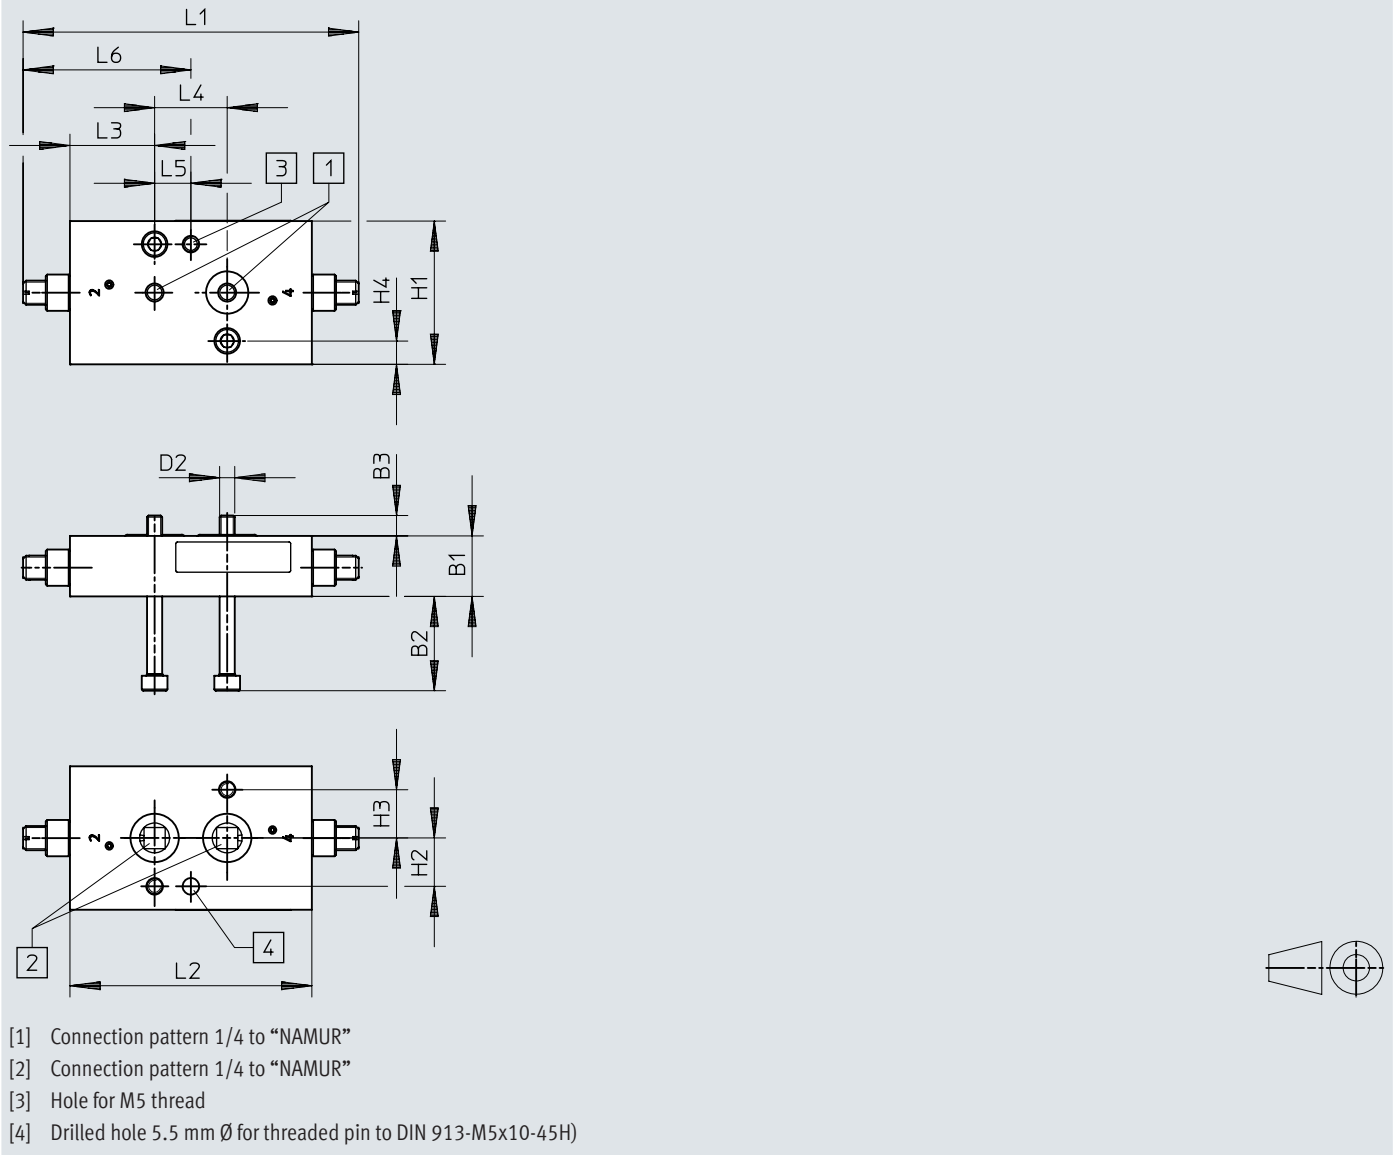 L1
L6
L4
L3
L5
3
1
H4
H1
2
4
D2
B3
B1
B2
H3
H2
2
4
2
4
L2
[1] Connection pattern 1/4 to “NAMUR”
[2] Connection pattern 1/4 to “NAMUR”
[3] Hole for M5 thread
[4] Drilled hole 5.5 mm Ø for threaded pin to DIN 913-M5x10-45H)